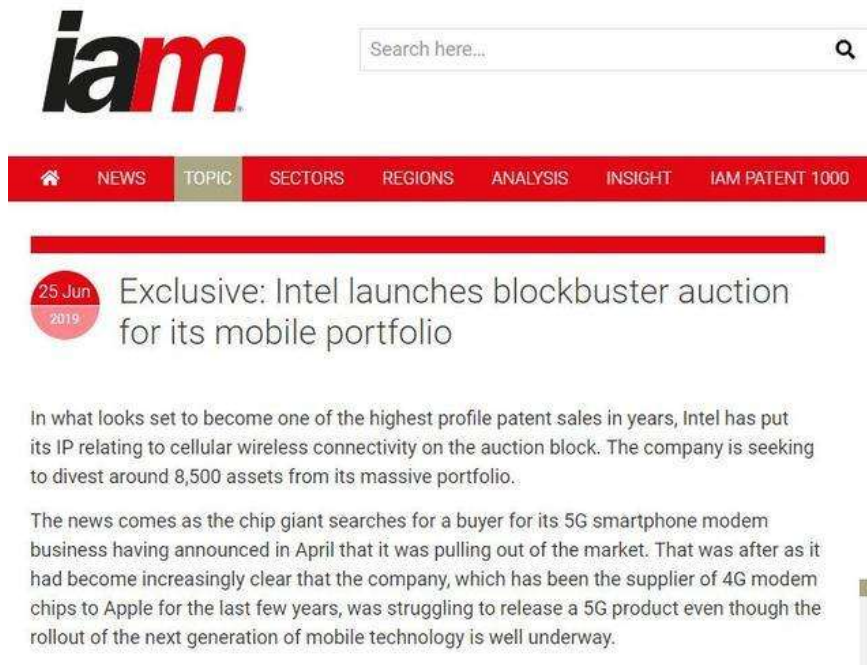 iam
Search here...
NEWS TOPIC SECTORS REGIONS ANALYSIS INSIGHT IAM PATENT 1000
25 Jun
2019
Exclusive: Intel launches blockbuster auction
for its mobile portfolio
In what looks set to become one of the highest profile patent sales in years, Intel has put
its IP relating to cellular wireless connectivity on the auction block. The company is seeking
to divest around 8,500 assets from its massive portfolio.
The news comes as the chip giant searches for a buyer for its 5G smartphone modem
business having announced in April that it was pulling out of the market. That was after as it
had become increasingly clear that the company, which has been the supplier of 4G modem
chips to Apple for the last few years, was struggling to release a 5G product even though the
rollout of the next generation of mobile technology is well underway.